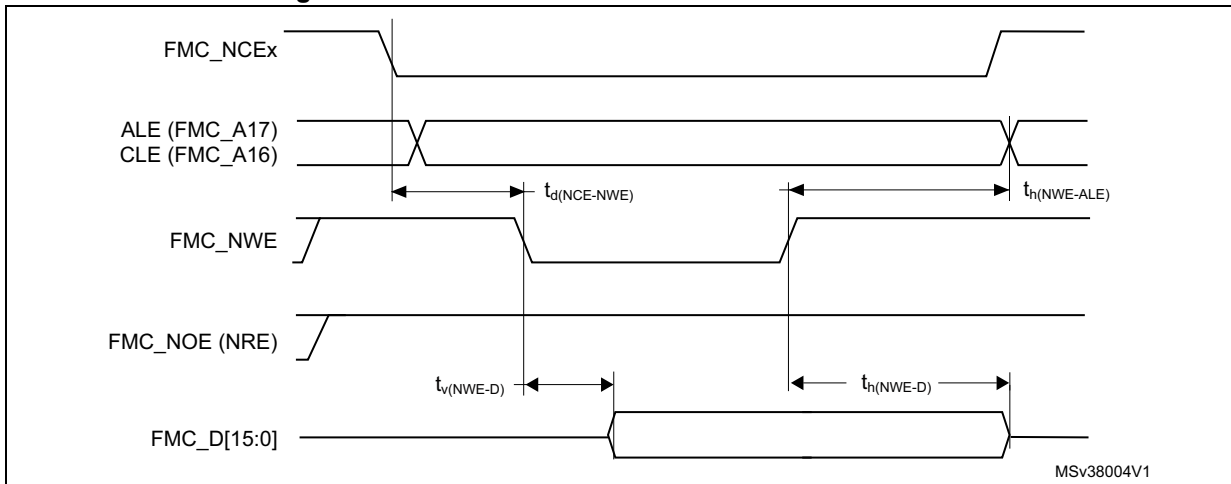 g
FMC_NCEx
ALE (FMC_A17)
CLE (FMC_A16)
td(NCE-NWE)
th(NWE-ALE)
FMC_NWE
FMC_NOE (NRE)
tv(NWE-D)
th(NWE-D)
FMC_D[15:0]
MSv38004V1